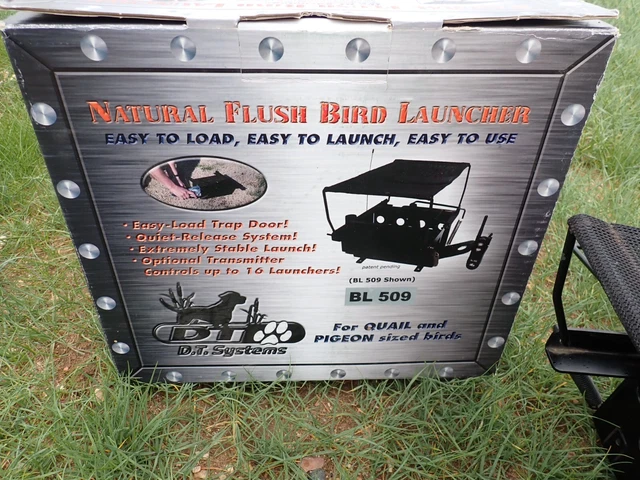 NATURAL FLUSH BIRD LAUNCHER
EASY TO LOAD, EASY TO LAUNCH, EASY TO USE
• Easy-Load Trap Door!
• Quiet-Release System!
• Extremely Stable Launch!
• Optional Transmitter
Controls up to 16 Launchers!
patent pending
(BL 509 Shown)
BL 509
DT
D.T. Systems
For QUAIL and
PIGEON sized birds